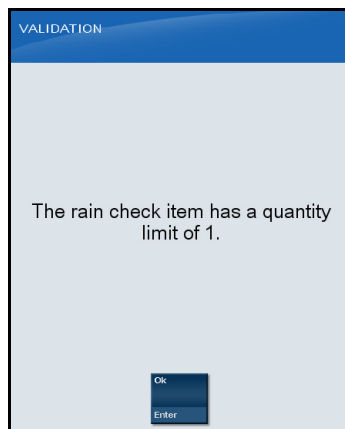 VALIDATION
The rain check item has a quantity
limit of 1.
Ok
Enter